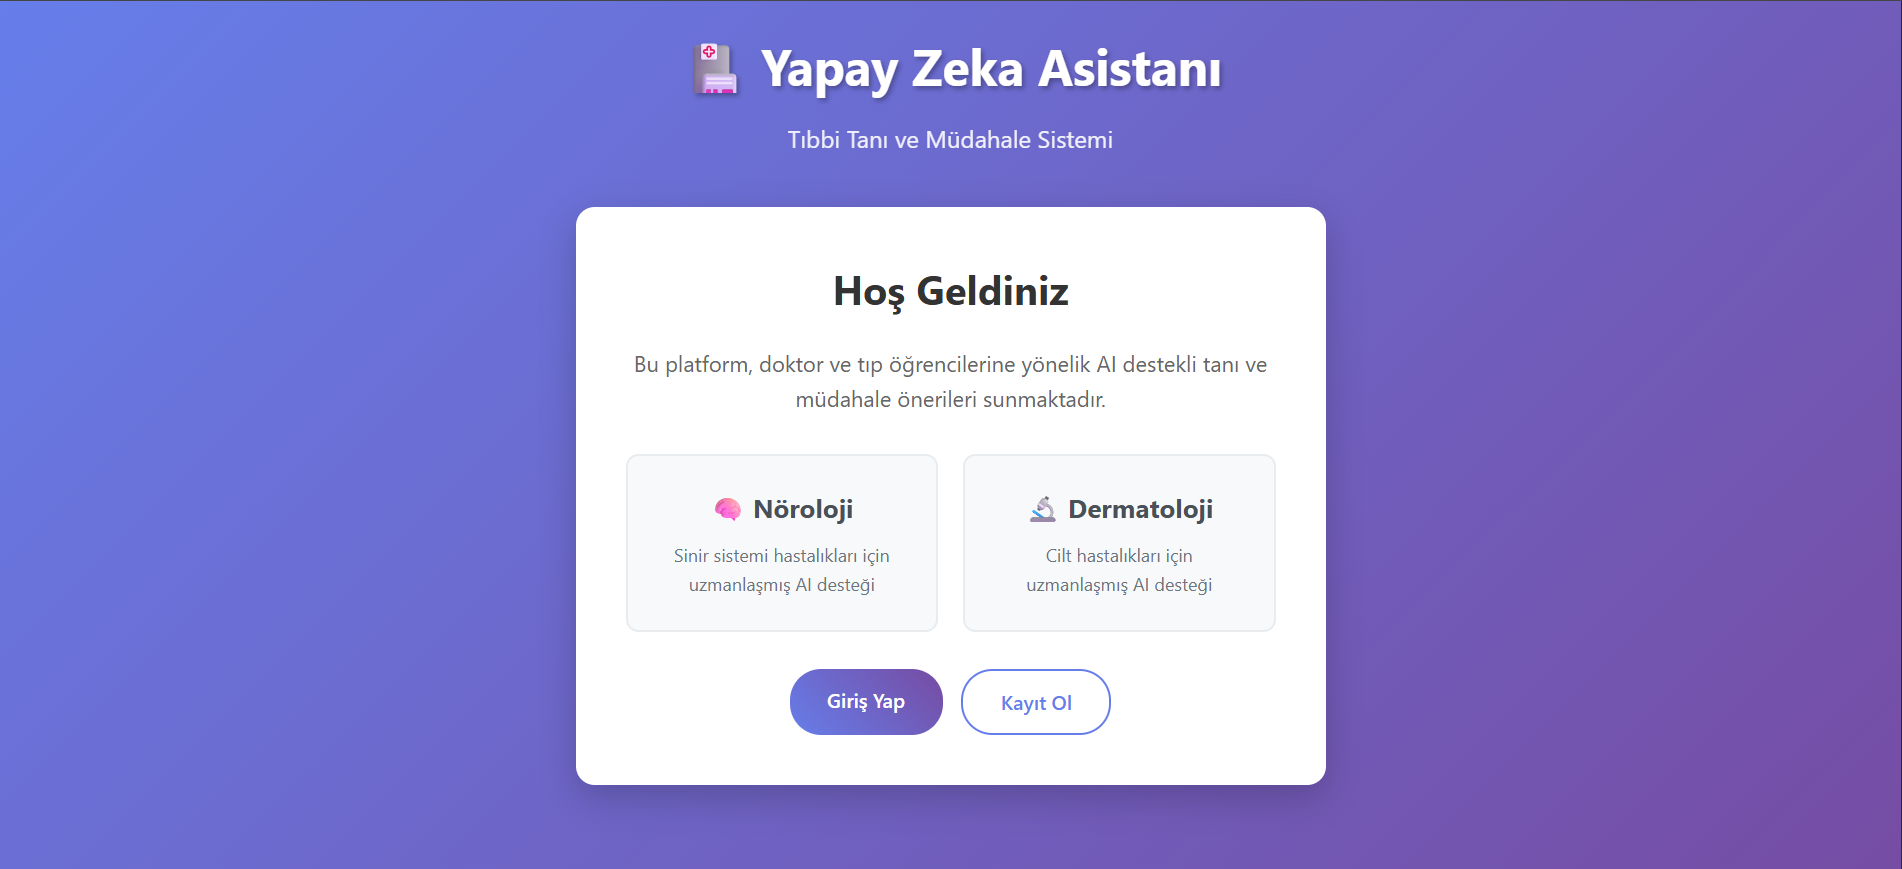 Yapay Zeka Asistanı
Tıbbi Tanı ve Müdahale Sistemi
Hoş Geldiniz
Bu platform, doktor ve tıp öğrencilerine yönelik AI destekli tanı ve
müdahale önerileri sunmaktadır.
Nöroloji
Sinir sistemi hastalıkları için
uzmanlaşmış AI desteği
Dermatoloji
Cilt hastalıkları için
uzmanlaşmış AI desteği
Giriş Yap
Kayıt Ol